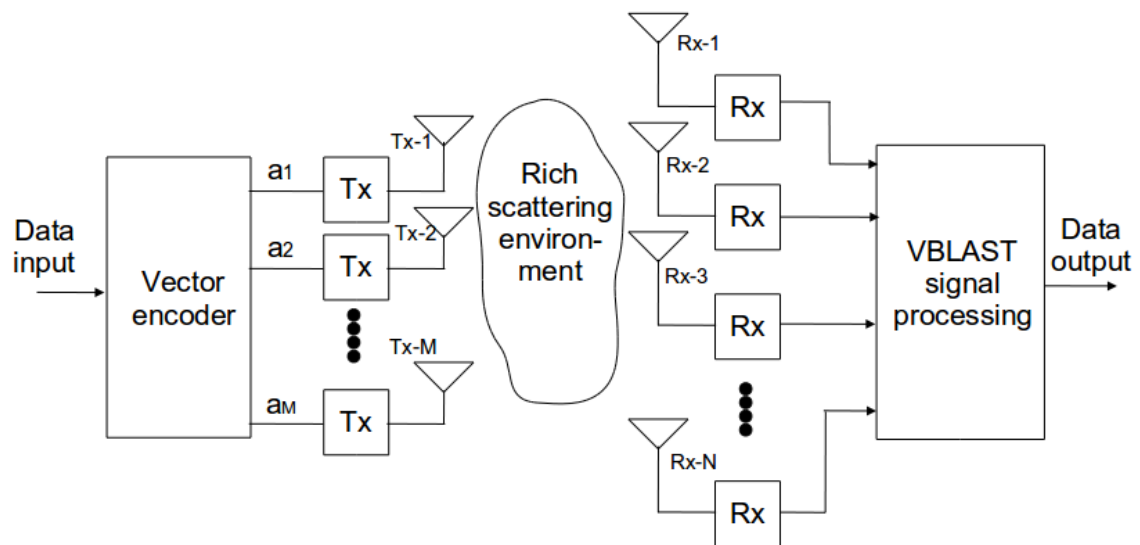 Data
input
Vector
encoder
a1
Tx
Tx-1
a2
Tx
Tx-2
aM
Tx
Tx-M
Rich
scattering
environ-
ment
Rx-1
Rx
Rx-2
Rx
Rx-3
Rx
Rx-N
Rx
VBLAST
signal
processing
Data
output